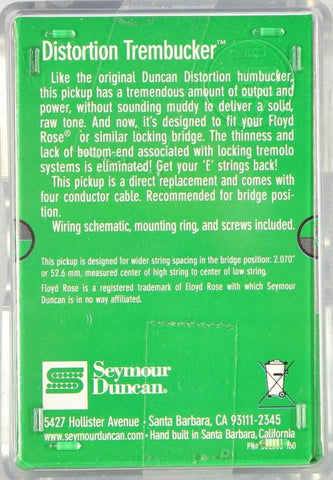 Distortion Trembucker™
Like the original Duncan Distortion humbucker,
this pickup has a tremendous amount of output and
power, without sounding muddy to deliver a solid,
raw tone. And now, it's designed to fit your Floyd
Rose® or similar locking bridge. The thinness and
lack of bottom-end associated with locking tremolo
systems is eliminated! Get your 'E' strings back!
This pickup is a direct replacement and comes with
four conductor cable. Recommended for bridge posi-
tion.
Wiring schematic, mounting ring, and screws included.
This pickup is designed for wider string spacing in the bridge position: 2.070"
or 52.6 mm, measured center of high string to center of low string.
Floyd Rose is a registered trademark of Floyd Rose with which Seymour
Duncan is in no way affiliated.
Seymour
Duncan®
5427 Hollister Avenue - Santa Barbara, CA 93111-2345
www.seymourduncan.com - Hand built in Santa Barbara, California
PN#